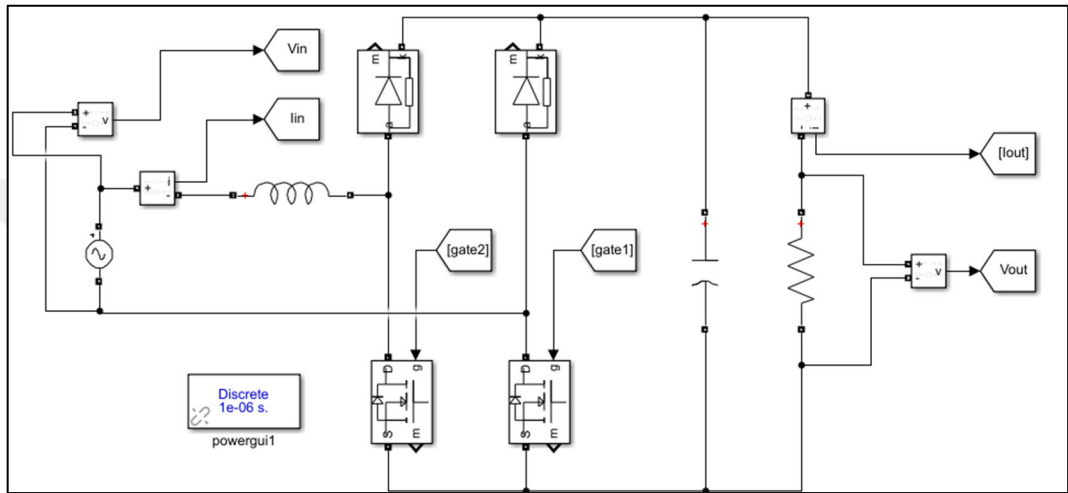 Vin
Iin
m
k
a
m
k
a
+
-
v
+
i
-
+
[gate2]
[gate1]
+
-
i
[Iout]
+
-
v
Vout
+
+
D
g
S
m
D
g
S
m
Discrete
1e-06 s.
powergui1